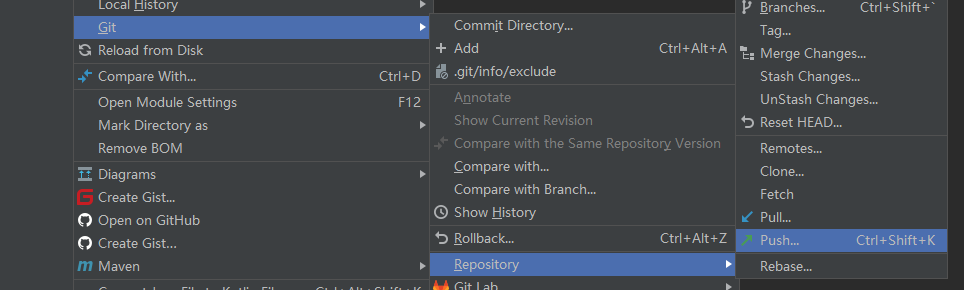 Local History
Git
Reload from Disk
Compare With... Ctrl+D
Open Module Settings F12
Mark Directory as
Remove BOM
Diagrams
Create Gist...
Open on GitHub
Create Gist...
Maven
Commit Directory...
Add Ctrl+Alt+A
.git/info/exclude
Annotate
Show Current Revision
Compare with the Same Repository Version
Compare with...
Compare with Branch...
Show History
Rollback... Ctrl+Alt+Z
Repository
Git Lab
Branches... Ctrl+Shift+`
Tag...
Merge Changes...
Stash Changes...
UnStash Changes...
Reset HEAD...
Remotes...
Clone...
Fetch
Pull...
Push... Ctrl+Shift+K
Rebase...